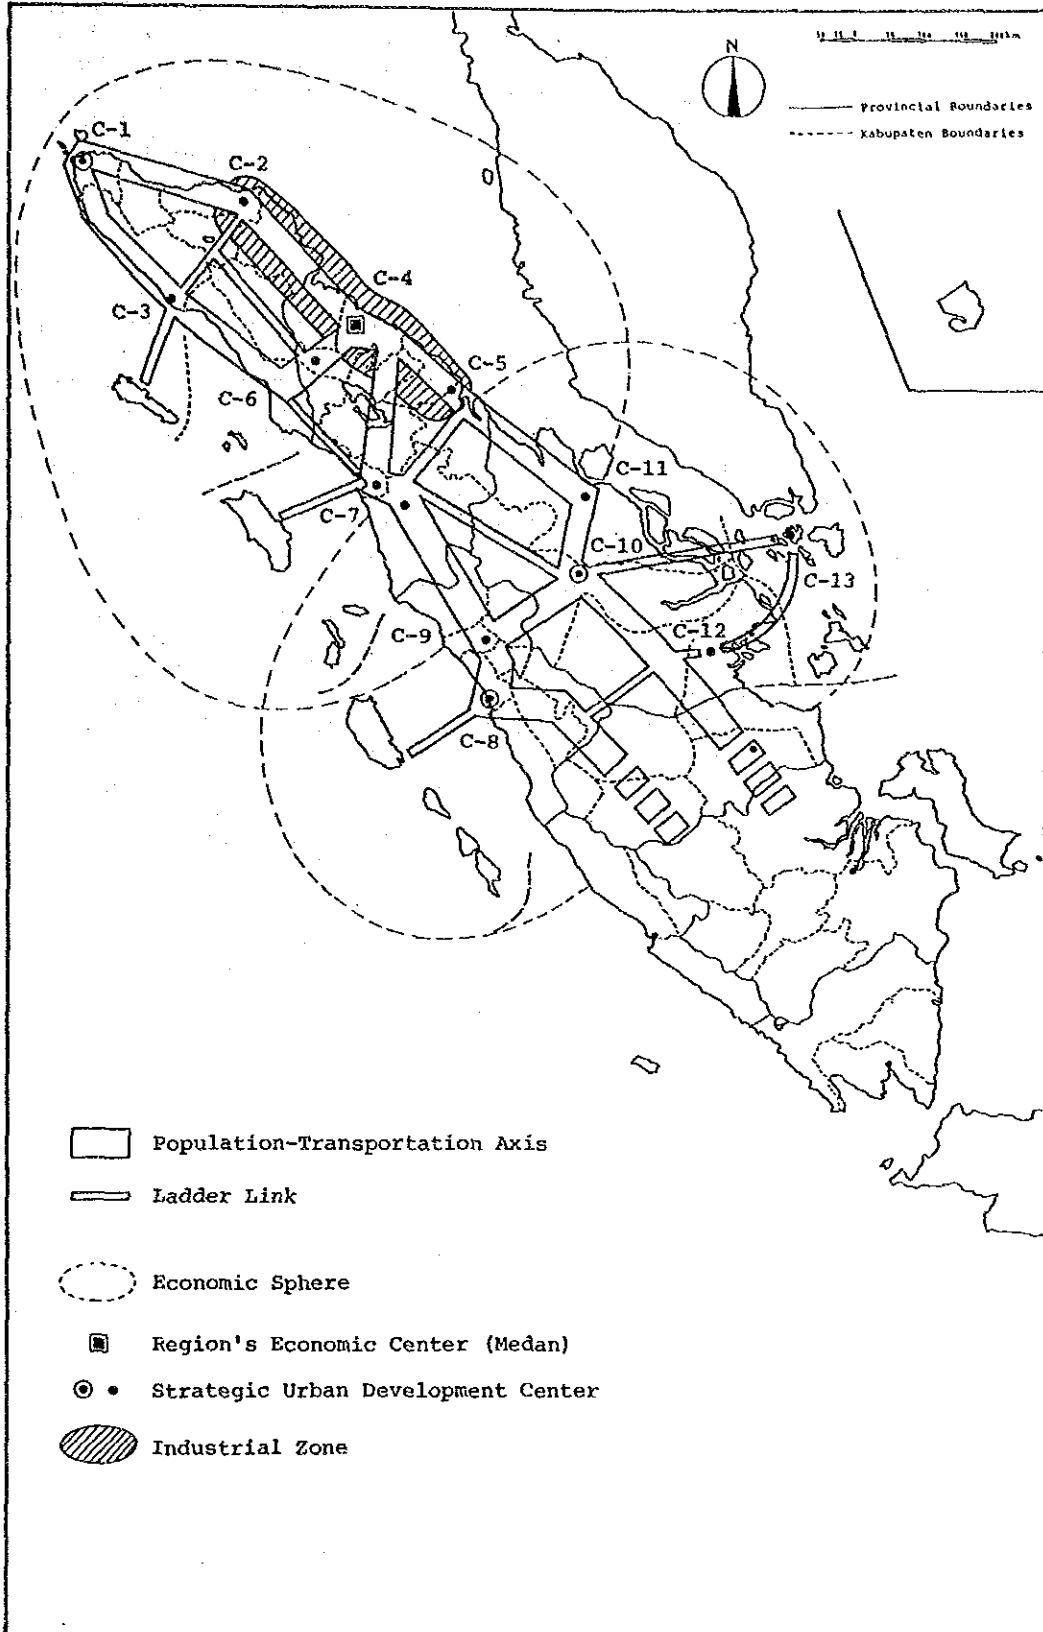 N
Provincial Boundaries
Kabupaten Boundaries
C-1
C-2
C-4
C-3
C-5
C-6
C-11
C-7
C-10
C-13
C-9
C-12
C-8
Population-Transportation Axis
Ladder Link
Economic Sphere
Region's Economic Center (Medan)
Strategic Urban Development Center
Industrial Zone